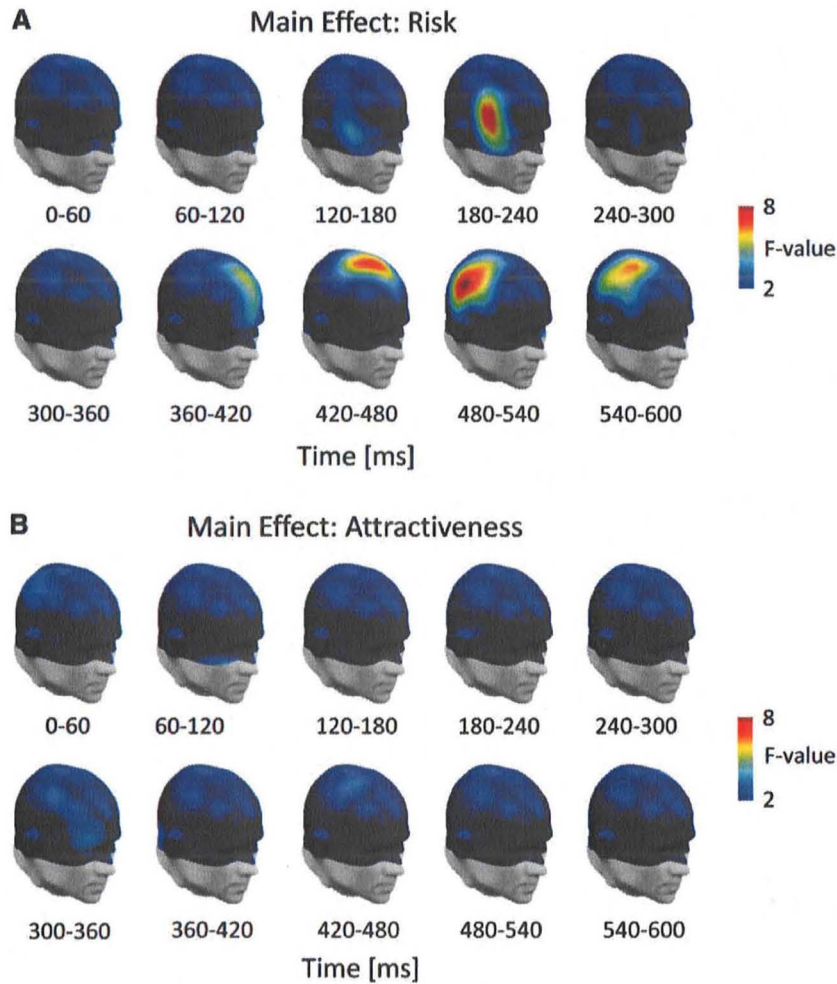 A
Main Effect: Risk
0-60 60-120 120-180 180-240 240-300
8
F-value
2
300-360 360-420 420-480 480-540 540-600
Time [ms]
B
Main Effect: Attractiveness
0-60 60-120 120-180 180-240 240-300
8
F-value
2
300-360 360-420 420-480 480-540 540-600
Time [ms]